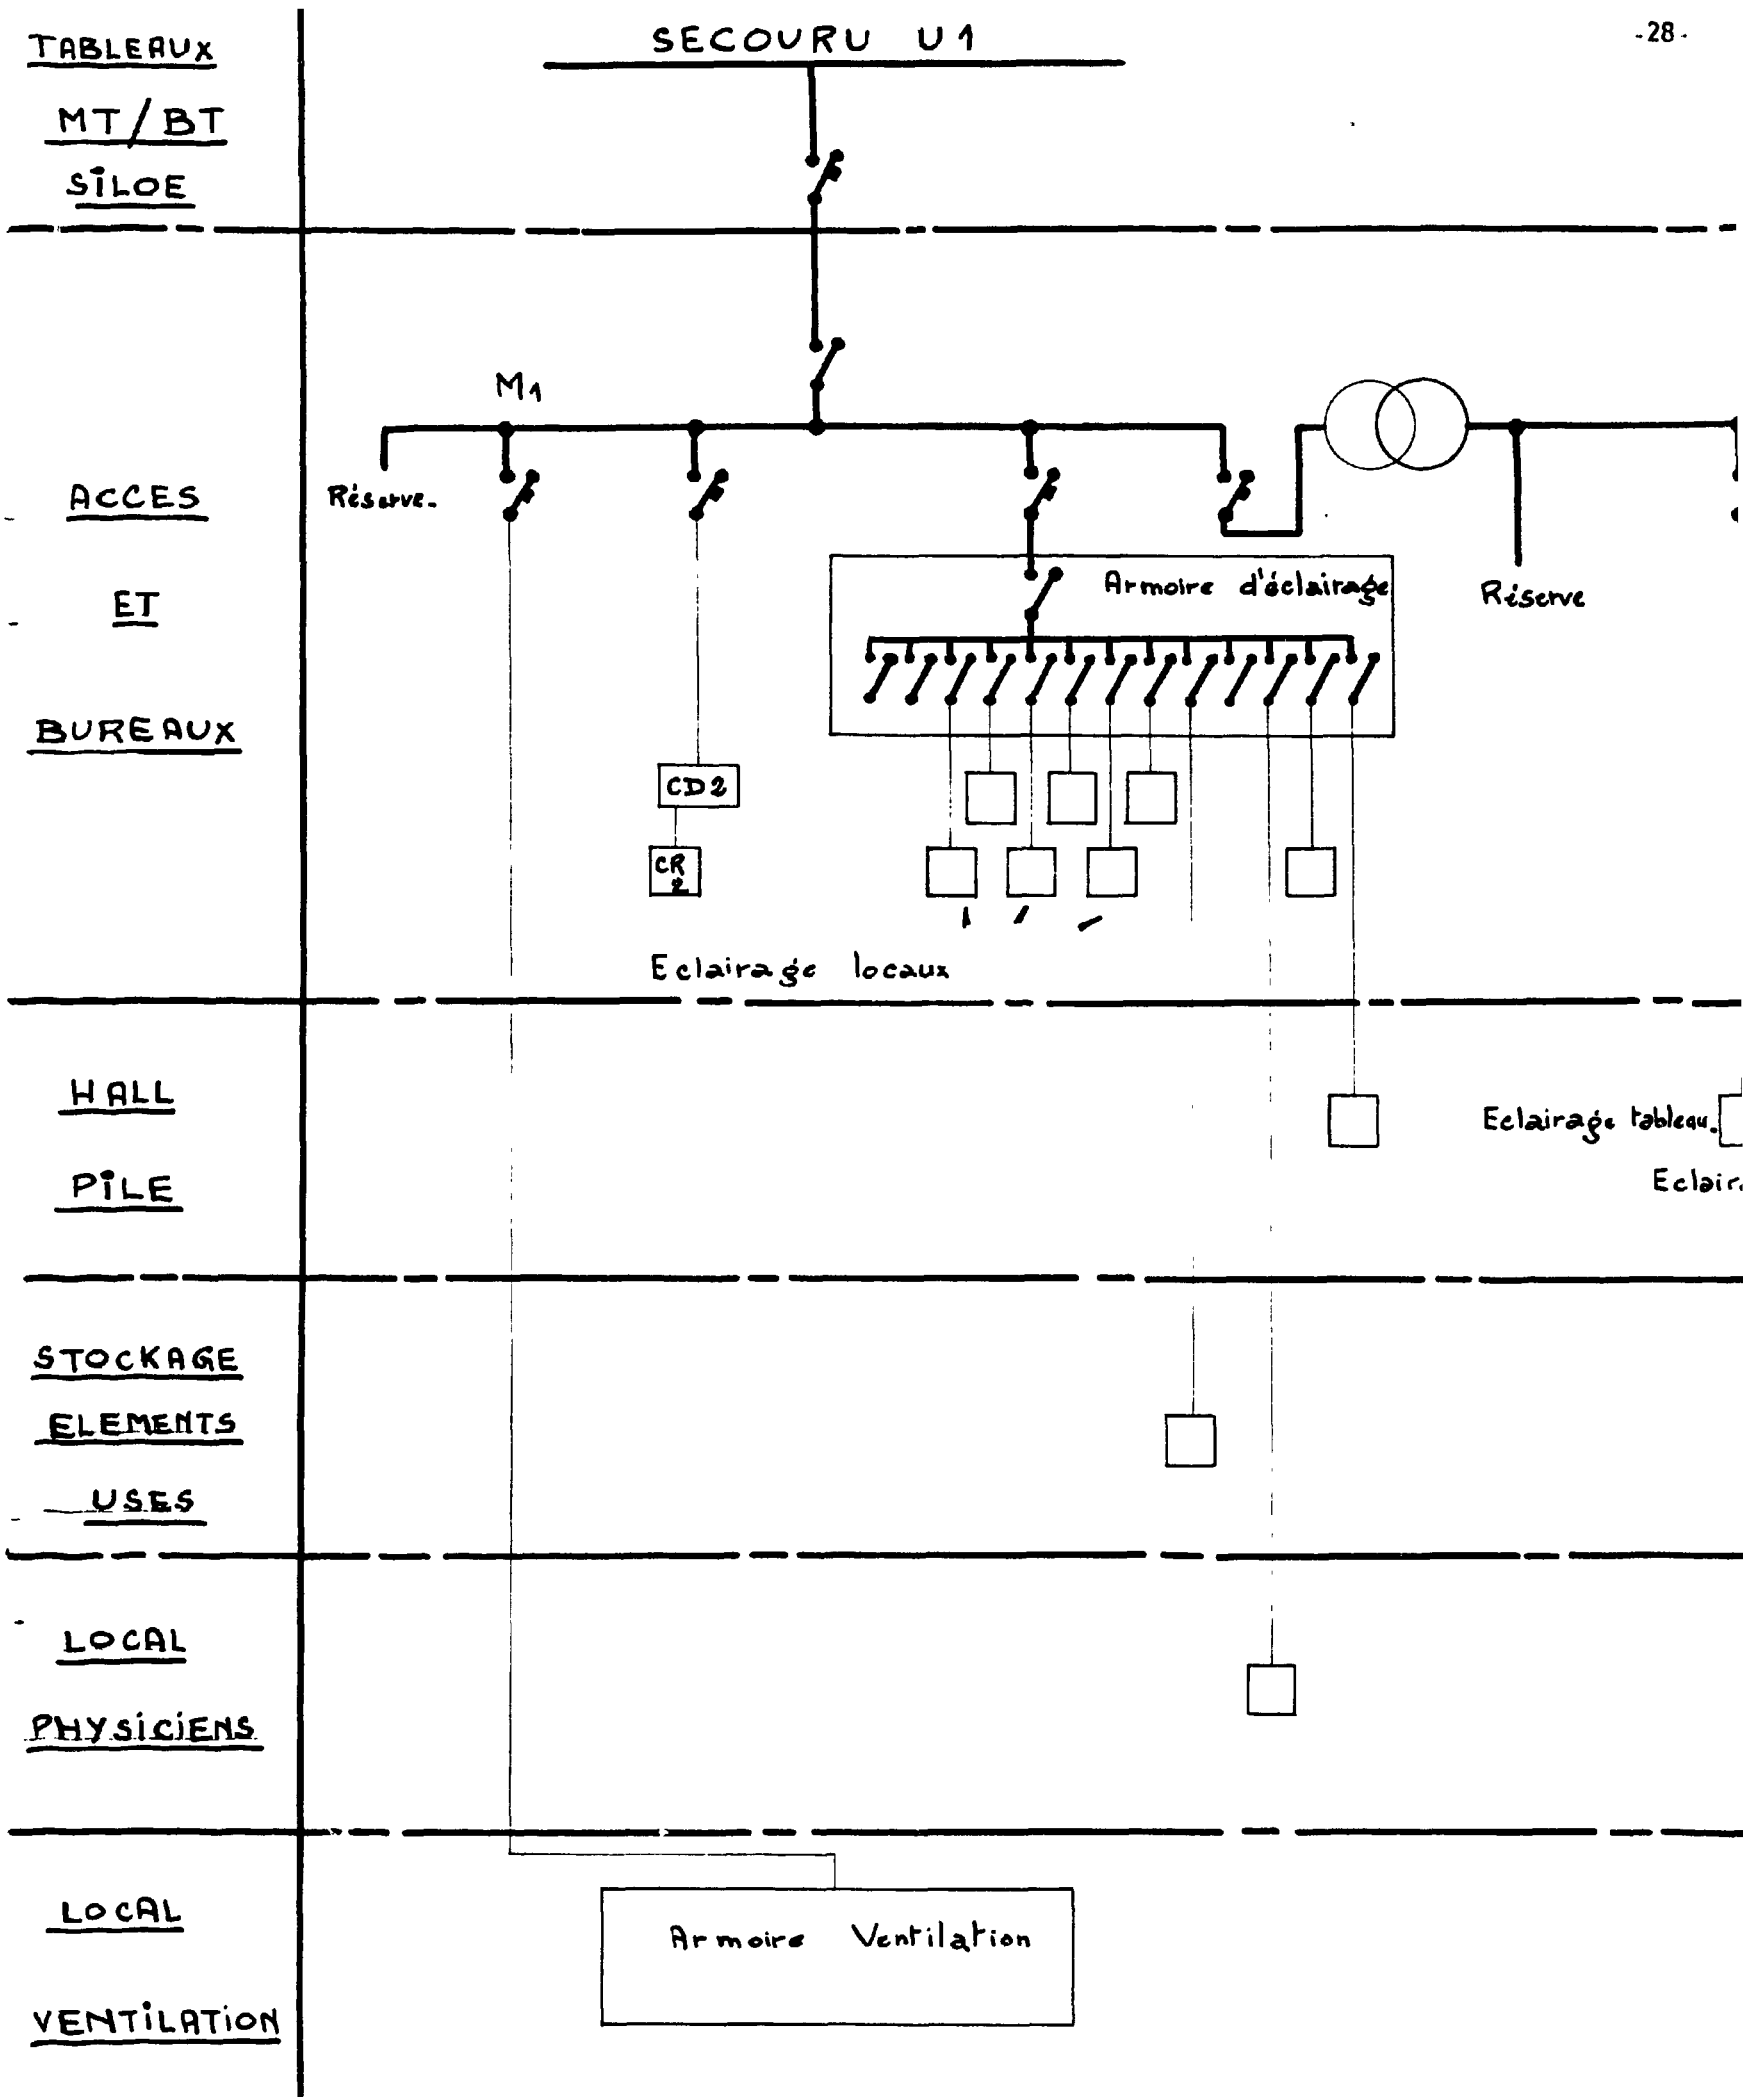 -28-
TABLEAUX
MT/BT
SILOE
SECOURU U1
M1
Réserve.
ACCES
ET
BUREAUX
Armoire d'éclairage
Réserve
CD2
CR
2
Eclairage locaux
HALL
PILE
Eclairage tableau.
Eclair
STOCKAGE
ELEMENTS
USES
LOCAL
PHYSICIENS
LOCAL
VENTILATION
Armoire Ventilation